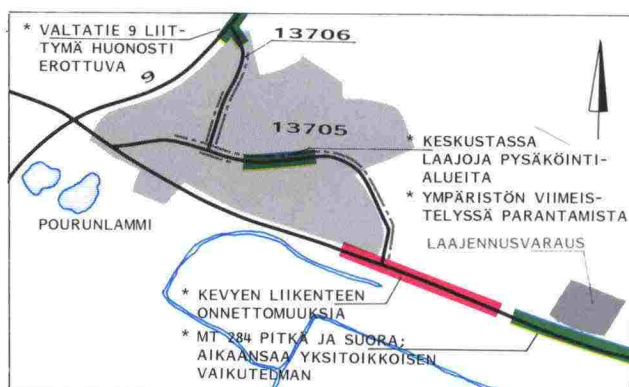 * VALTATIE 9 LIIT-
TYMÄ HUONOSTI
EROTTUVA
13706
9
13705
* KESKUSTASSA
LAAJOJA PYSÄKÖINTI-
ALUEITA
* YMPÄRISTÖN VIIMEIS-
TELYSSÄ PARANTAMISTA
POURUNLAMMI
LAAJENNUSVARAUS
* KEVYEN LIIKENTEEN
ONNETTOMUUKSIA
* MT 284 PITKÄ JA SUORA;
AIKAANSAA YKSITOIKKOISEN
VAIKUTELMAN